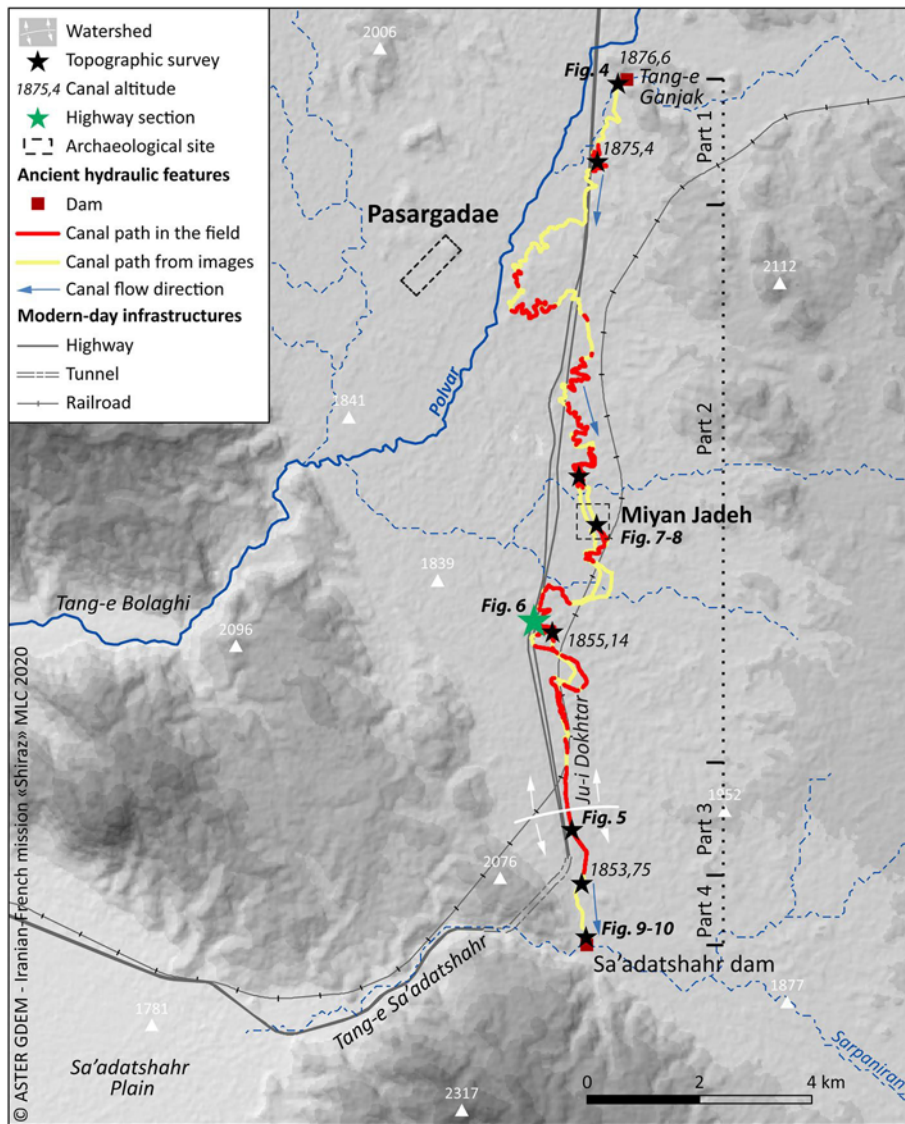 Watershed
Topographic survey
1875,4 Canal altitude
Highway section
Archaeological site
Ancient hydraulic features
Dam
Canal path in the field
Canal path from images
Canal flow direction
Modern-day infrastructures
Highway
Tunnel
Railroad
2006
1876,6
Fig. 4
Tang-e
Ganjak
Part 1
1875,4
Pasargadae
2112
Polvar
1841
Part 2
Miyan Jadeh
Fig. 7-8
1839
Tang-e Bolaghi
Fig. 6
2096
1855,14
Ju-i Dokhtar
1952
Part 3
Fig. 5
2076
1853,75
Part 4
Fig. 9-10
Sa'adatshahr dam
Tang-e Sa'adatshahr
1877
1781
Sarpaniran
Sa'adatshahr
Plain
0 2 4 km
2317
© ASTER GDEM - Iranian-French mission «Shiraz» MLC 2020